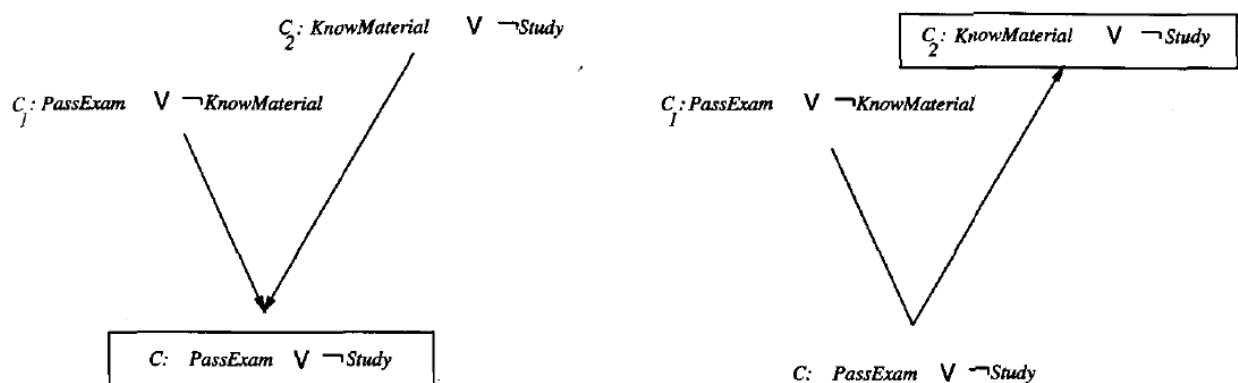 C₂: KnowMaterial V ¬Study
C₁: PassExam V ¬KnowMaterial
C: PassExam V ¬Study
C₂: KnowMaterial V ¬Study
C₁: PassExam V ¬KnowMaterial
C: PassExam V ¬Study